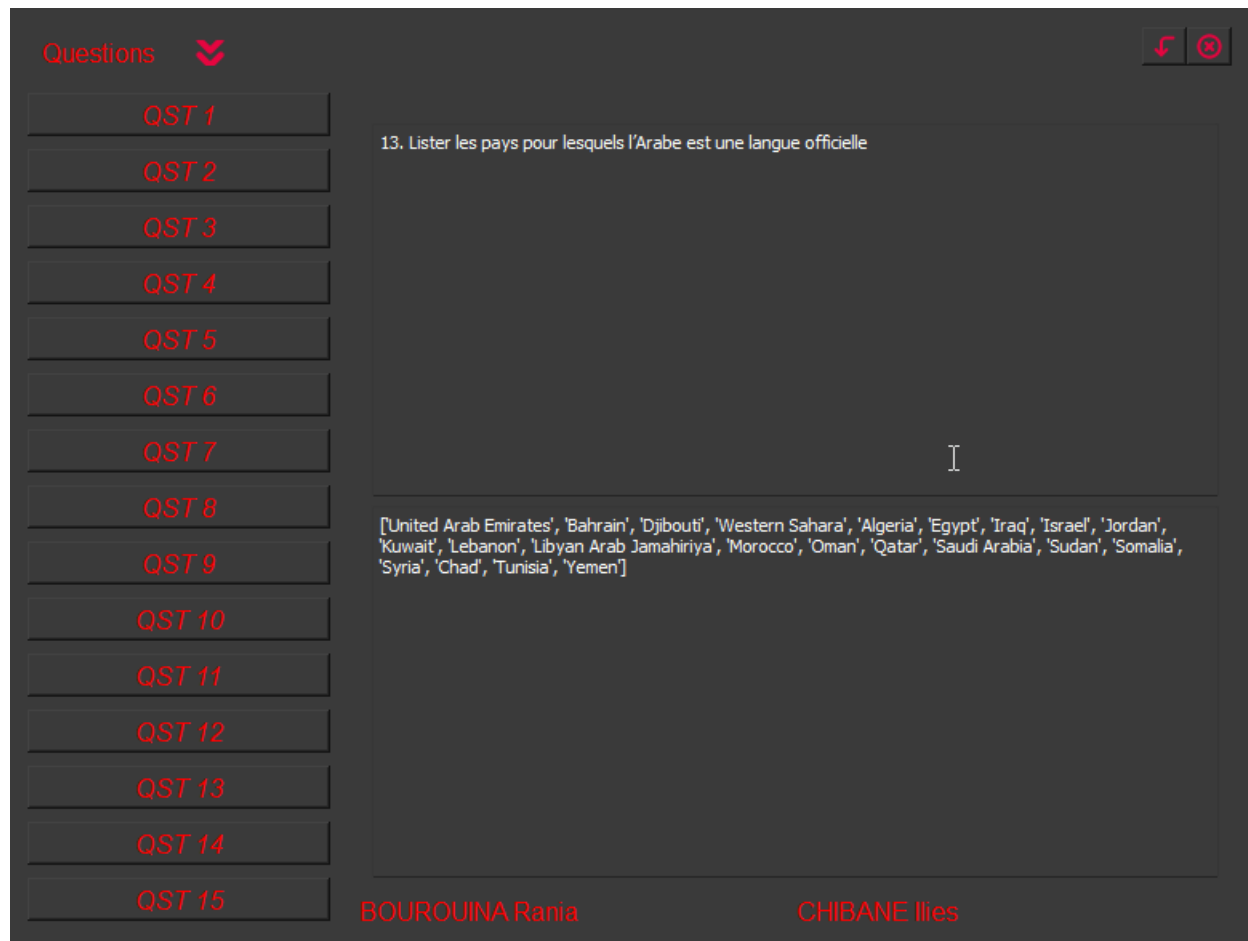 Questions
QST 1
QST 2
QST 3
QST 4
QST 5
QST 6
QST 7
QST 8
QST 9
QST 10
QST 11
QST 12
QST 13
QST 14
QST 15
13. Lister les pays pour lesquels l’Arabe est une langue officielle
['United Arab Emirates', 'Bahrain', 'Djibouti', 'Western Sahara', 'Algeria', 'Egypt', 'Iraq', 'Israel', 'Jordan',
'Kuwait', 'Lebanon', 'Libyan Arab Jamahiriya', 'Morocco', 'Oman', 'Qatar', 'Saudi Arabia', 'Sudan', 'Somalia',
'Syria', 'Chad', 'Tunisia', 'Yemen']
BOUROUINA Rania
CHIBANE Ilies